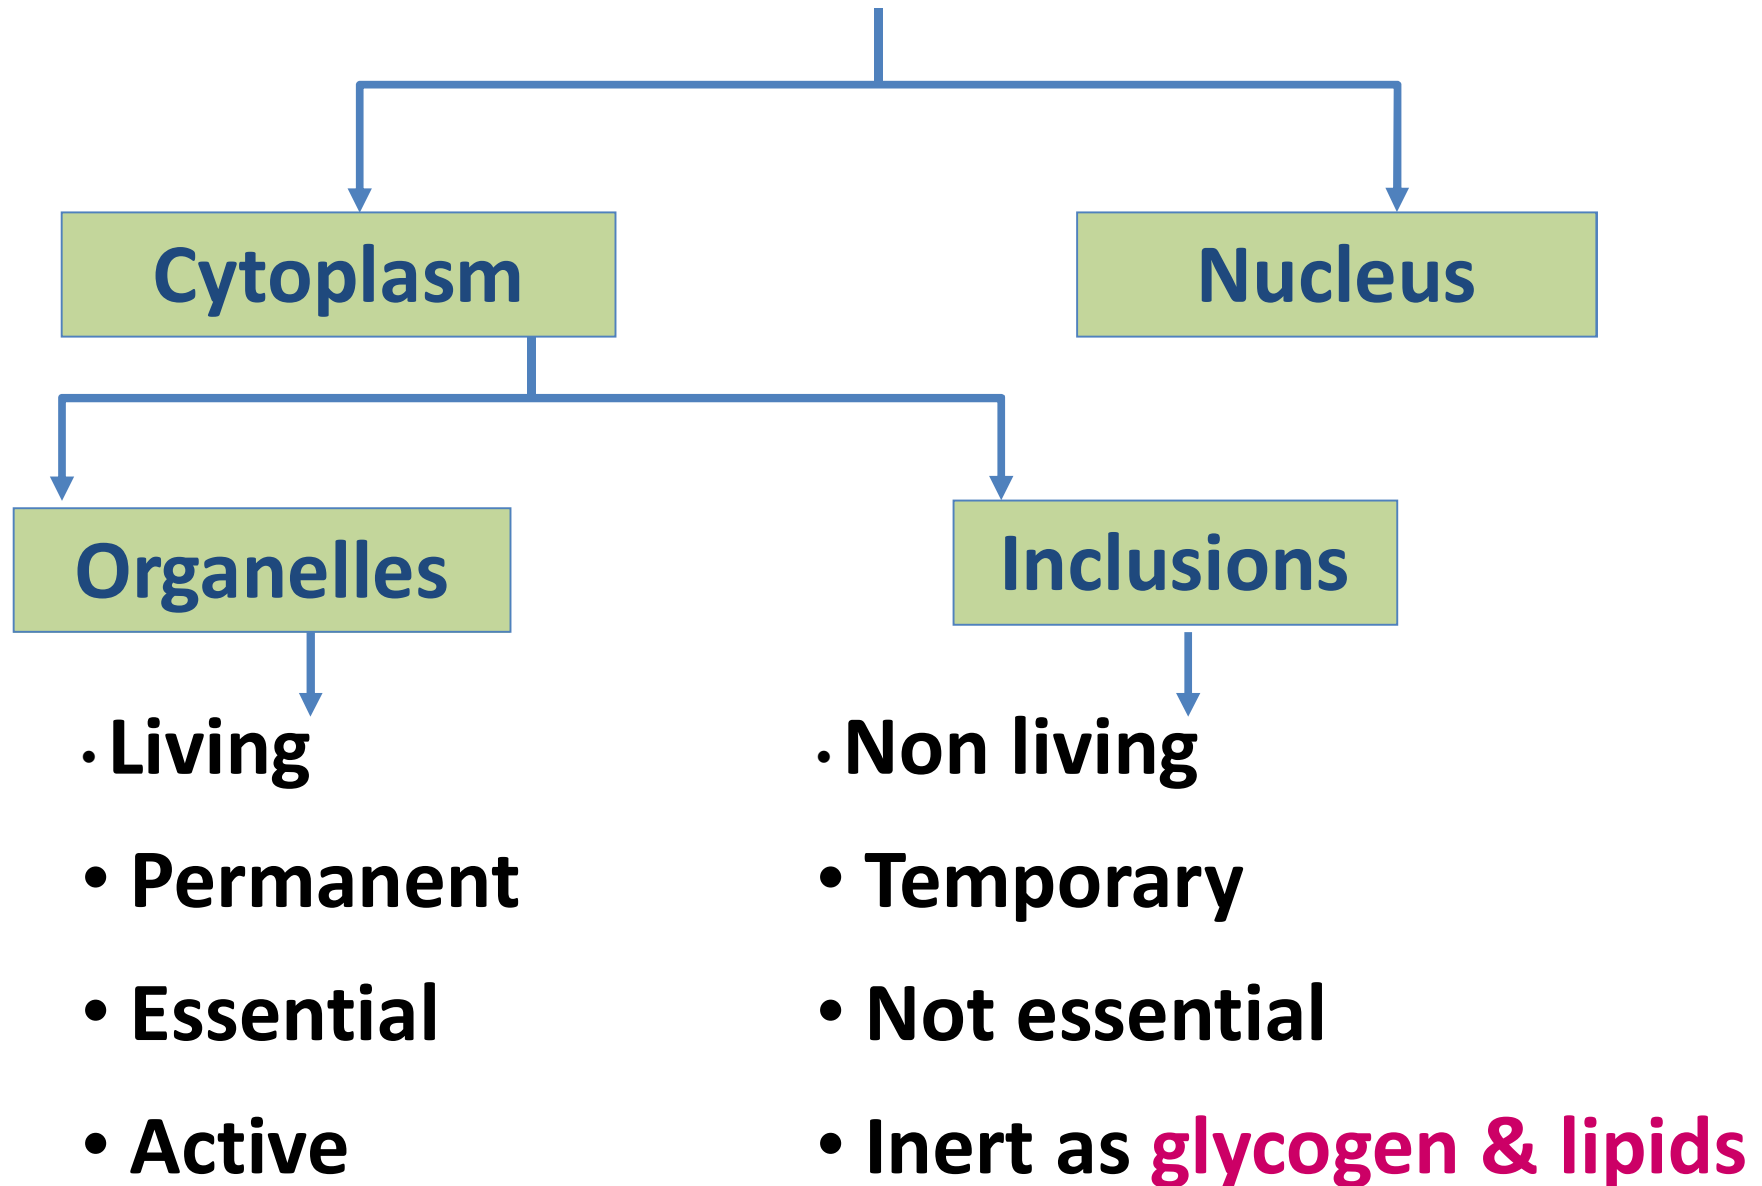 Cytoplasm
Nucleus
Organelles
Inclusions
• Living
• Permanent
• Essential
• Active
• Non living
• Temporary
• Not essential
• Inert as glycogen & lipids